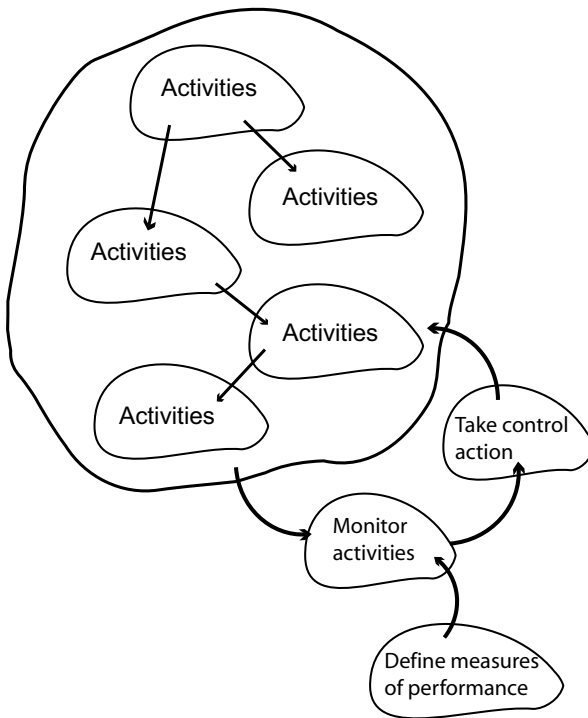 Activities
Activities
Activities
Activities
Activities
Take control
action
Monitor
activities
Define measures
of performance